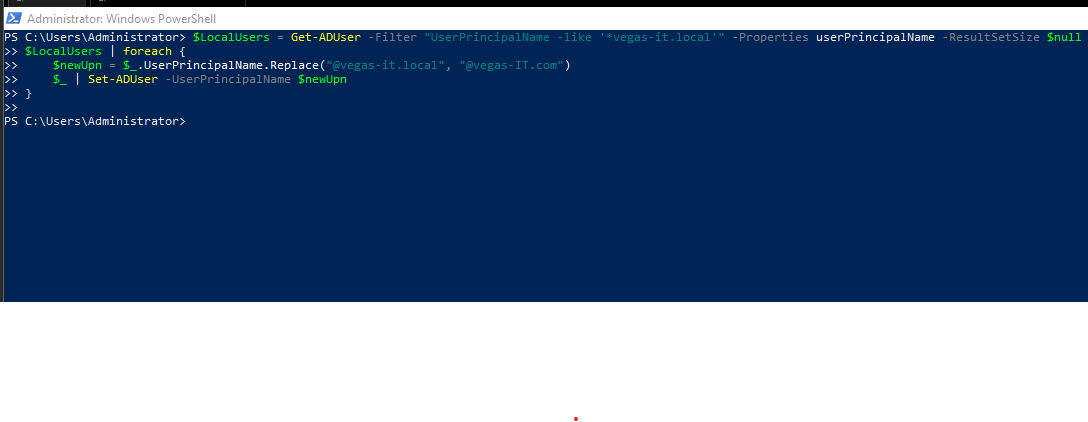 Administrator: Windows PowerShell
PS C:\Users\Administrator> $LocalUsers = Get-ADUser -Filter "UserPrincipalName -like '*vegas-it.local'" -Properties userPrincipalName -ResultSetSize $null
>> $LocalUsers | foreach {
>>     $newUpn = $_.UserPrincipalName.Replace("@vegas-it.local", "@vegas-IT.com")
>>     $_ | Set-ADUser -UserPrincipalName $newUpn
>> }
>>
PS C:\Users\Administrator>